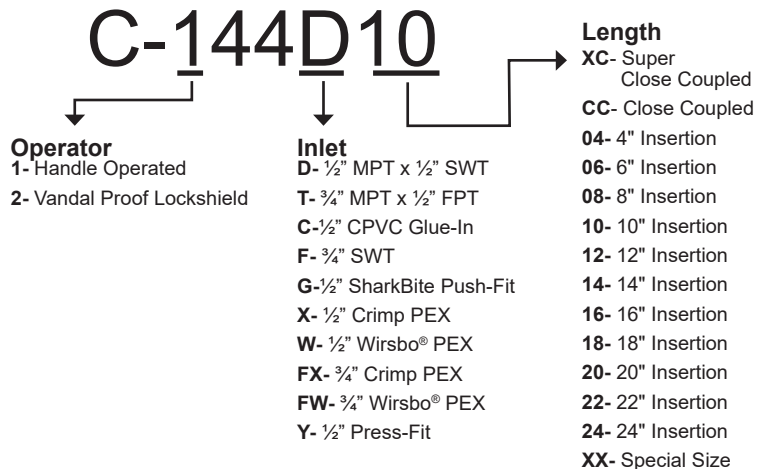 C-144D10
Operator
1- Handle Operated
2- Vandal Proof Lockshield
Inlet
D- ½” MPT x ½” SWT
T- ¾” MPT x ½” FPT
C-½” CPVC Glue-In
F- ¾” SWT
G-½” SharkBite Push-Fit
X- ½” Crimp PEX
W- ½” Wirsbo® PEX
FX- ¾” Crimp PEX
FW- ¾” Wirsbo® PEX
Y- ½” Press-Fit
Length
XC- Super
Close Coupled
CC- Close Coupled
04- 4" Insertion
06- 6" Insertion
08- 8" Insertion
10- 10" Insertion
12- 12" Insertion
14- 14" Insertion
16- 16" Insertion
18- 18" Insertion
20- 20" Insertion
22- 22" Insertion
24- 24" Insertion
XX- Special Size